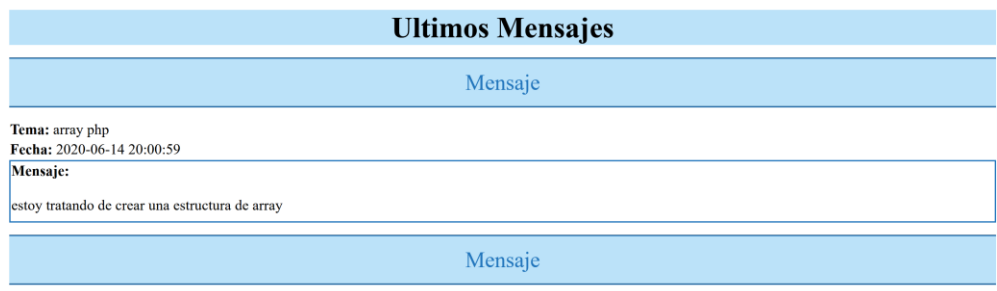 Ultimos Mensajes
Mensaje
Tema: array php
Fecha: 2020-06-14 20:00:59
Mensaje:
estoy tratando de crear una estructura de array
Mensaje